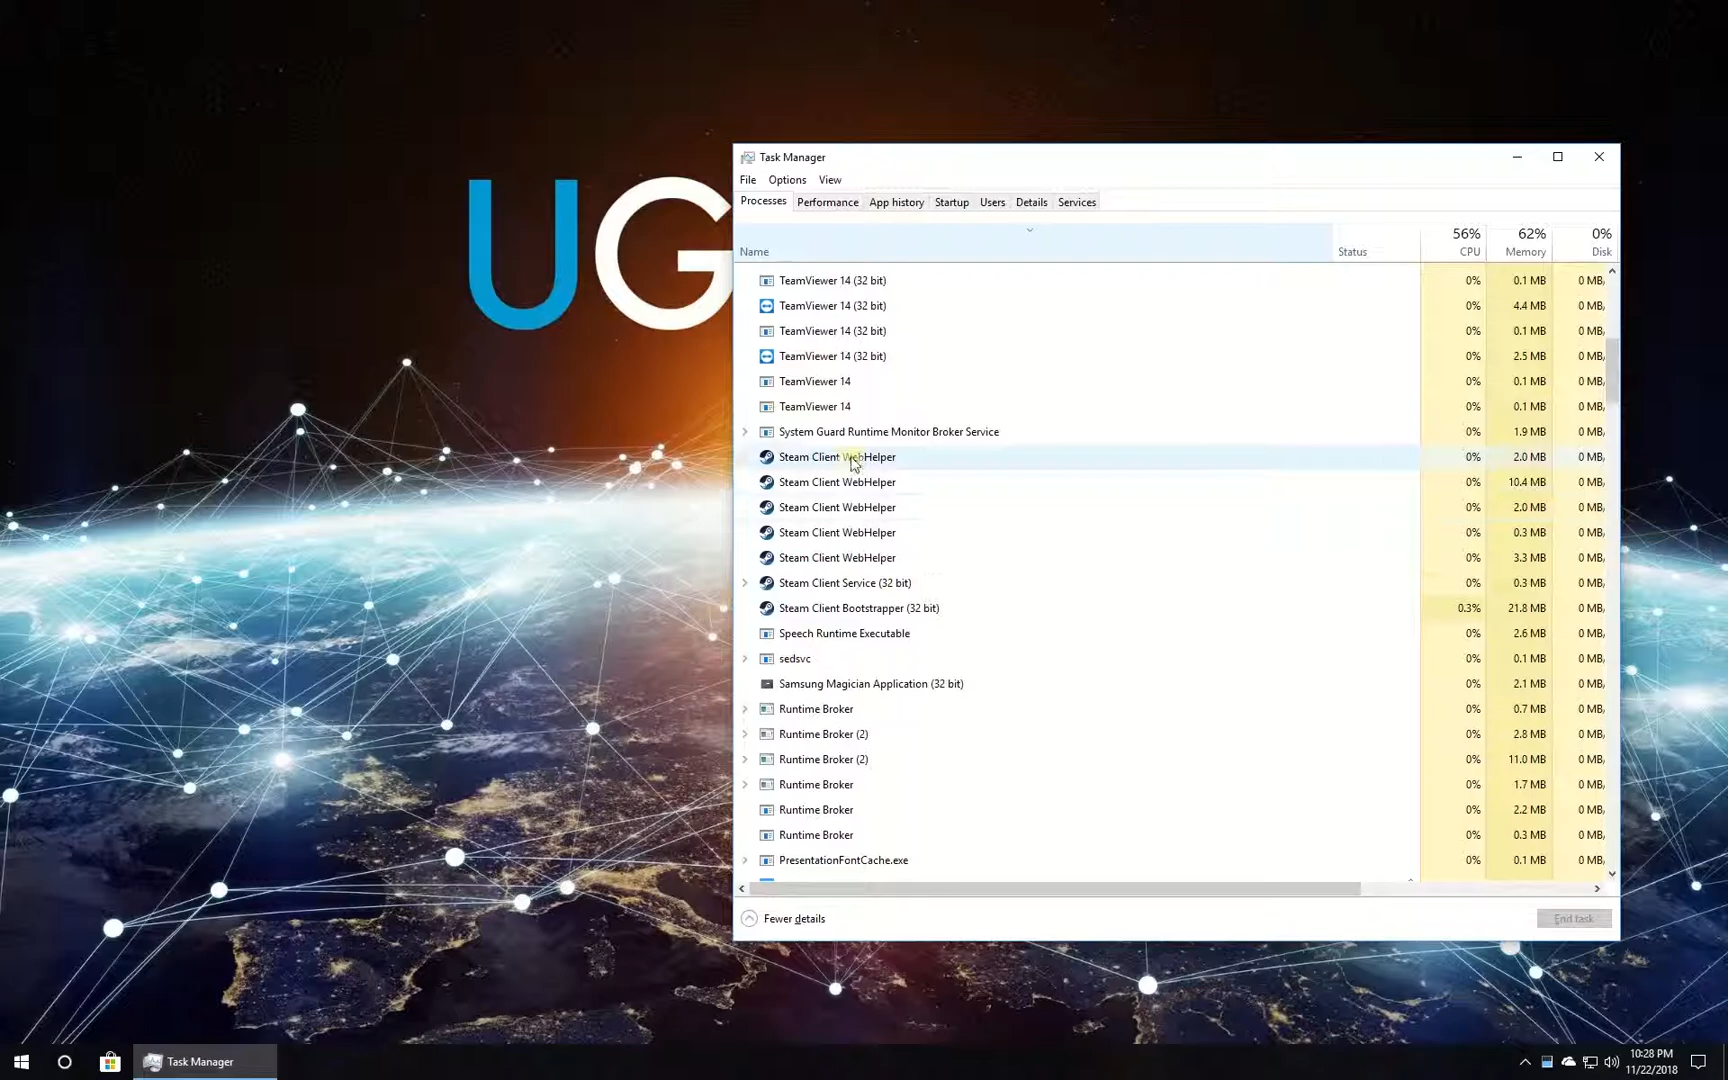 UG
Task Manager
File Options View
Processes Performance App history Startup Users Details Services
56% 62% 0%
Name Status CPU Memory Disk
TeamViewer 14 (32 bit) 0% 0.1 MB 0 MB/
TeamViewer 14 (32 bit) 0% 4.4 MB 0 MB/
TeamViewer 14 (32 bit) 0% 0.1 MB 0 MB/
TeamViewer 14 (32 bit) 0% 2.5 MB 0 MB/
TeamViewer 14 0% 0.1 MB 0 MB/
TeamViewer 14 0% 0.1 MB 0 MB/
System Guard Runtime Monitor Broker Service 0% 1.9 MB 0 MB/
Steam Client WebHelper 0% 2.0 MB 0 MB/
Steam Client WebHelper 0% 10.4 MB 0 MB/
Steam Client WebHelper 0% 2.0 MB 0 MB/
Steam Client WebHelper 0% 0.3 MB 0 MB/
Steam Client WebHelper 0% 3.3 MB 0 MB/
Steam Client Service (32 bit) 0% 0.3 MB 0 MB/
Steam Client Bootstrapper (32 bit) 0.3% 21.8 MB 0 MB/
Speech Runtime Executable 0% 2.6 MB 0 MB/
sedsvc 0% 0.1 MB 0 MB/
Samsung Magician Application (32 bit) 0% 2.1 MB 0 MB/
Runtime Broker 0% 0.7 MB 0 MB/
Runtime Broker (2) 0% 2.8 MB 0 MB/
Runtime Broker (2) 0% 11.0 MB 0 MB/
Runtime Broker 0% 1.7 MB 0 MB/
Runtime Broker 0% 2.2 MB 0 MB/
Runtime Broker 0% 0.3 MB 0 MB/
PresentationFontCache.exe 0% 0.1 MB 0 MB/
Fewer details End task
Task Manager 10:28 PM
11/22/2018